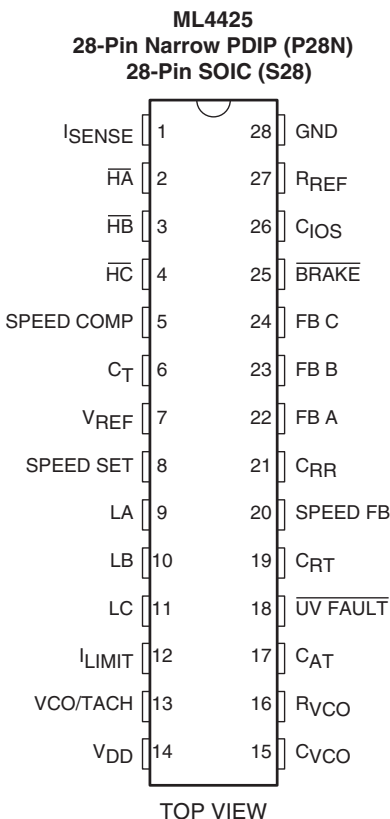 ML4425
28-Pin Narrow PDIP (P28N)
28-Pin SOIC (S28)
ISENSE 1 28 GND
HA 2 27 RREF
HB 3 26 CIOS
HC 4 25 BRAKE
SPEED COMP 5 24 FB C
CT 6 23 FB B
VREF 7 22 FB A
SPEED SET 8 21 CRR
LA 9 20 SPEED FB
LB 10 19 CRT
LC 11 18 UV FAULT
ILIMIT 12 17 CAT
VCO/TACH 13 16 RVCO
VDD 14 15 CVCO
TOP VIEW